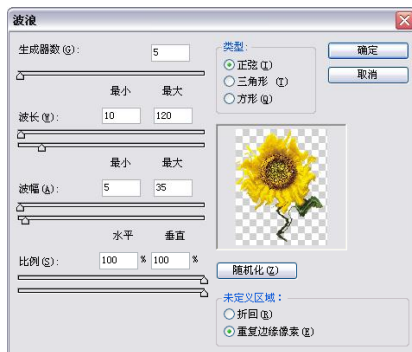 波浪
生成器数(G): 5
最小 最大
波长(W): 10 120
最小 最大
波幅(A): 5 35
水平 垂直
比例(S): 100 % 100 %
类型:
正弦(I)
三角形 (T)
方形(Q)
确定
取消
随机化(Z)
未定义区域:
折回(R)
重复边缘像素(E)